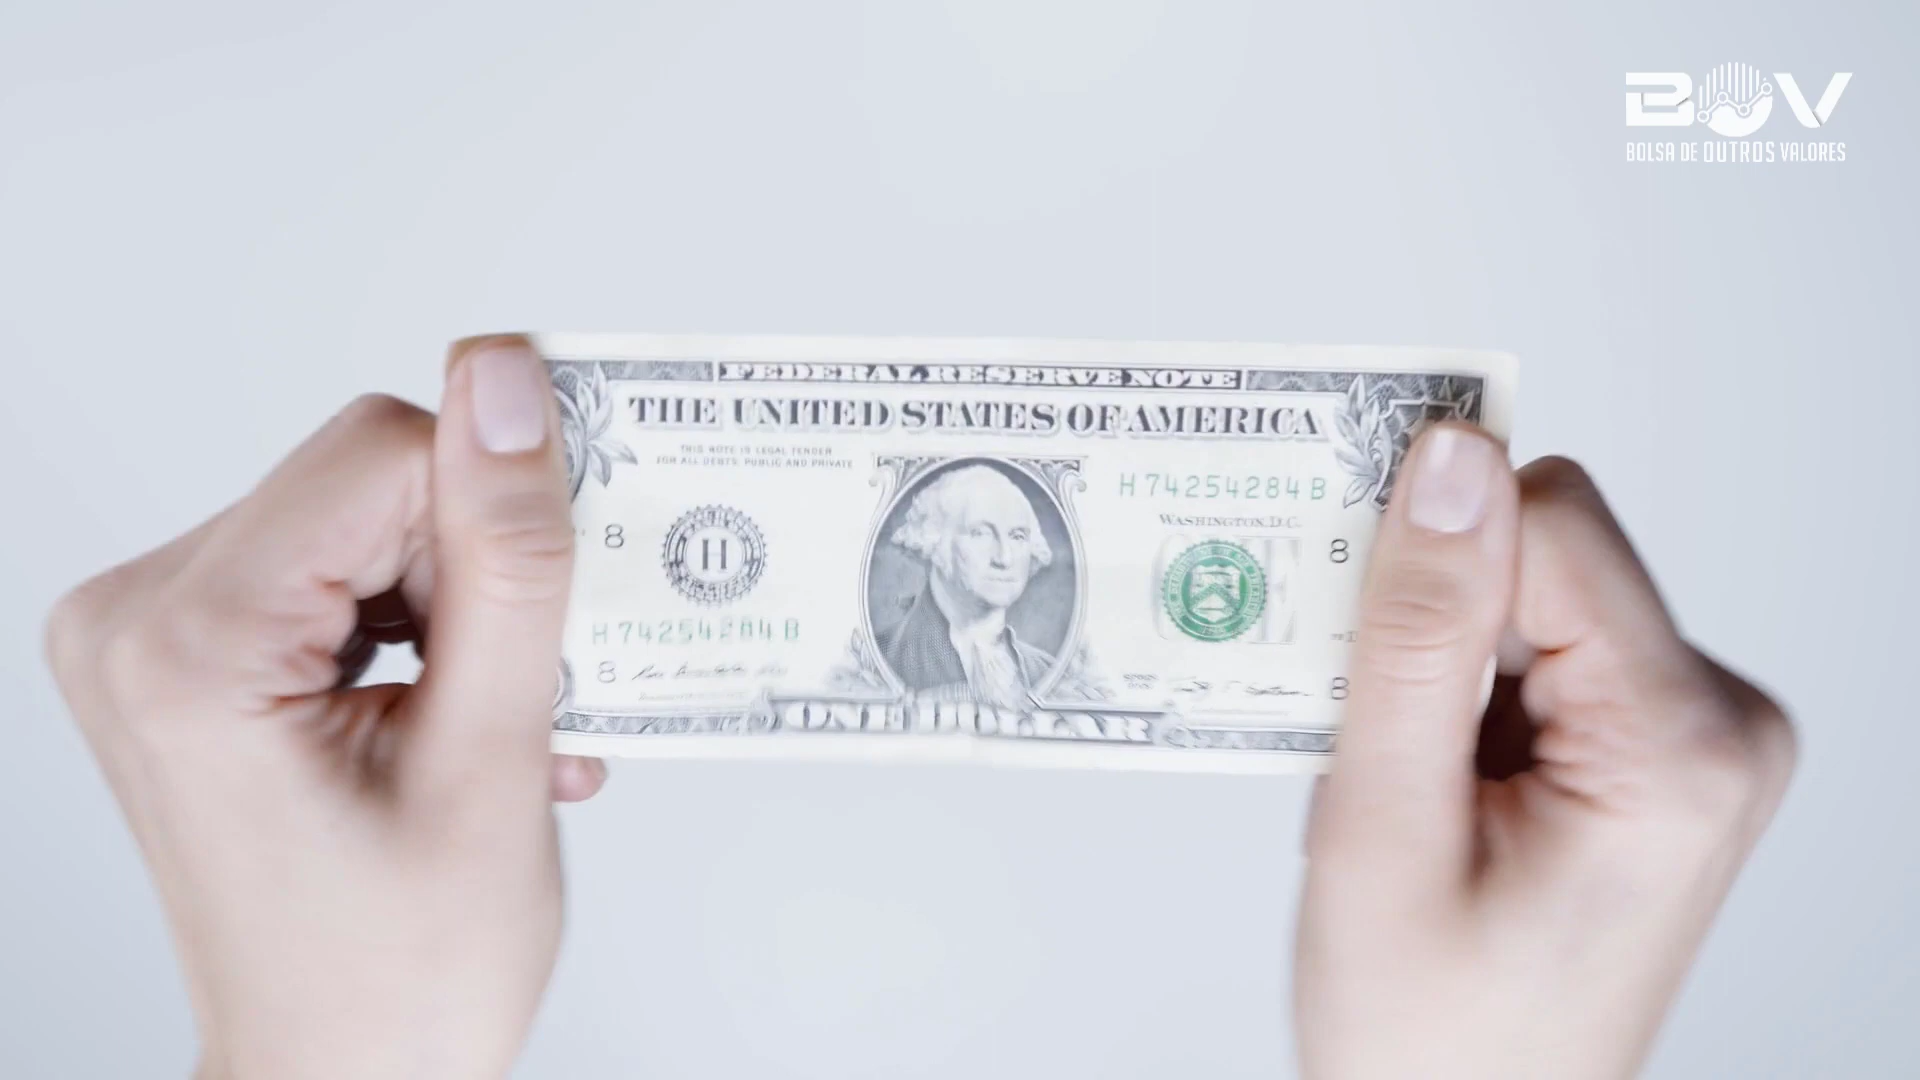 BOV
BOLSA DE OUTROS VALORES
FEDERAL RESERVE NOTE
THE UNITED STATES OF AMERICA
THIS NOTE IS LEGAL TENDER
FOR ALL DEBTS, PUBLIC AND PRIVATE
H 74254284 B
WASHINGTON, D.C.
8
8
H
H 74254284 B
8
8
ONE DOLLAR